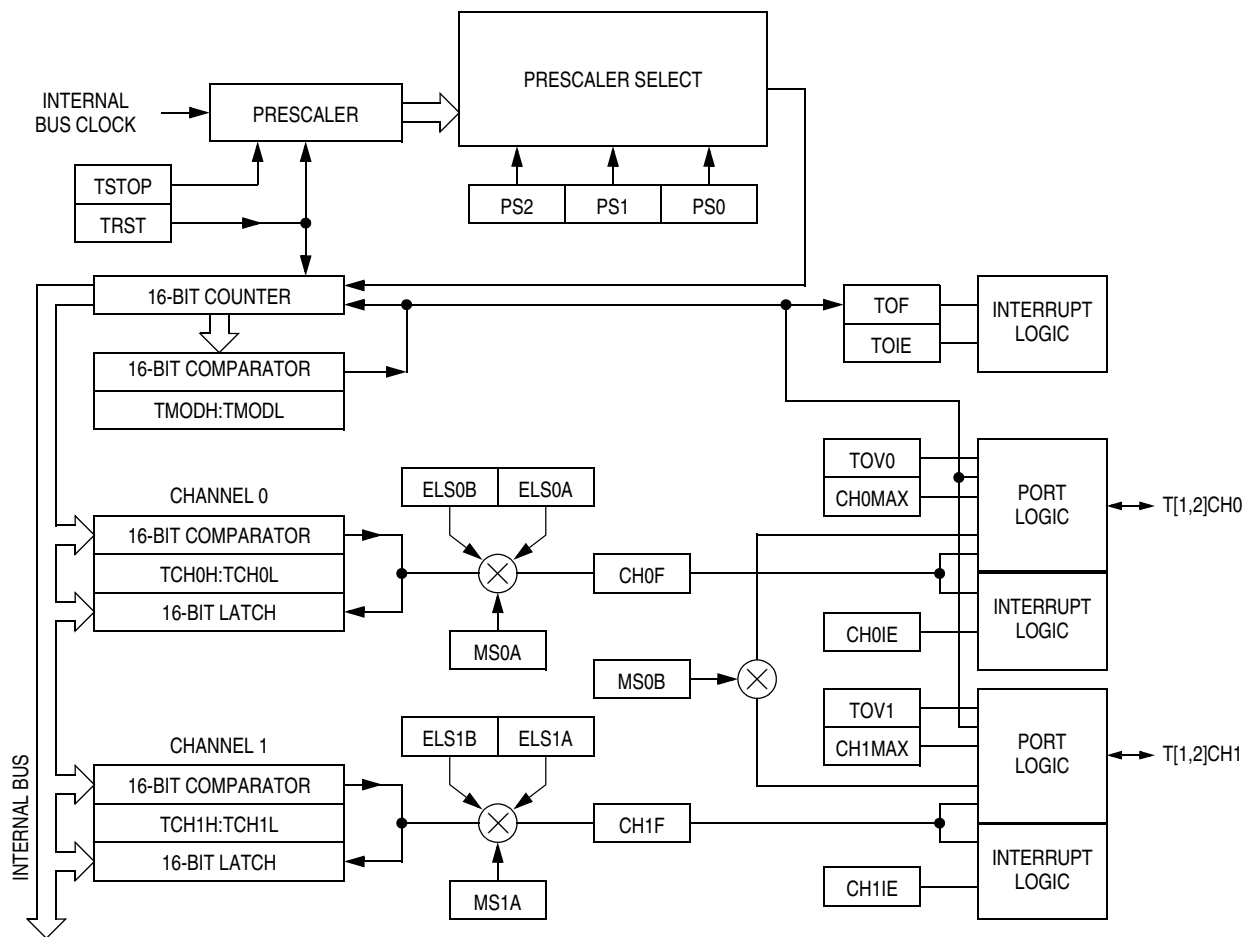 PRESCALER SELECT
INTERNAL
BUS CLOCK
PRESCALER
TSTOP
TRST
PS2
PS1
PS0
16-BIT COUNTER
16-BIT COMPARATOR
TMODH:TMODL
TOF
TOIE
INTERRUPT
LOGIC
CHANNEL 0
16-BIT COMPARATOR
TCH0H:TCH0L
16-BIT LATCH
ELS0B
ELS0A
MS0A
CH0F
MS0B
TOV0
CH0MAX
PORT
LOGIC
T[1,2]CH0
CH0IE
INTERRUPT
LOGIC
CHANNEL 1
16-BIT COMPARATOR
TCH1H:TCH1L
16-BIT LATCH
ELS1B
ELS1A
MS1A
CH1F
TOV1
CH1MAX
PORT
LOGIC
T[1,2]CH1
CH1IE
INTERRUPT
LOGIC
INTERNAL BUS